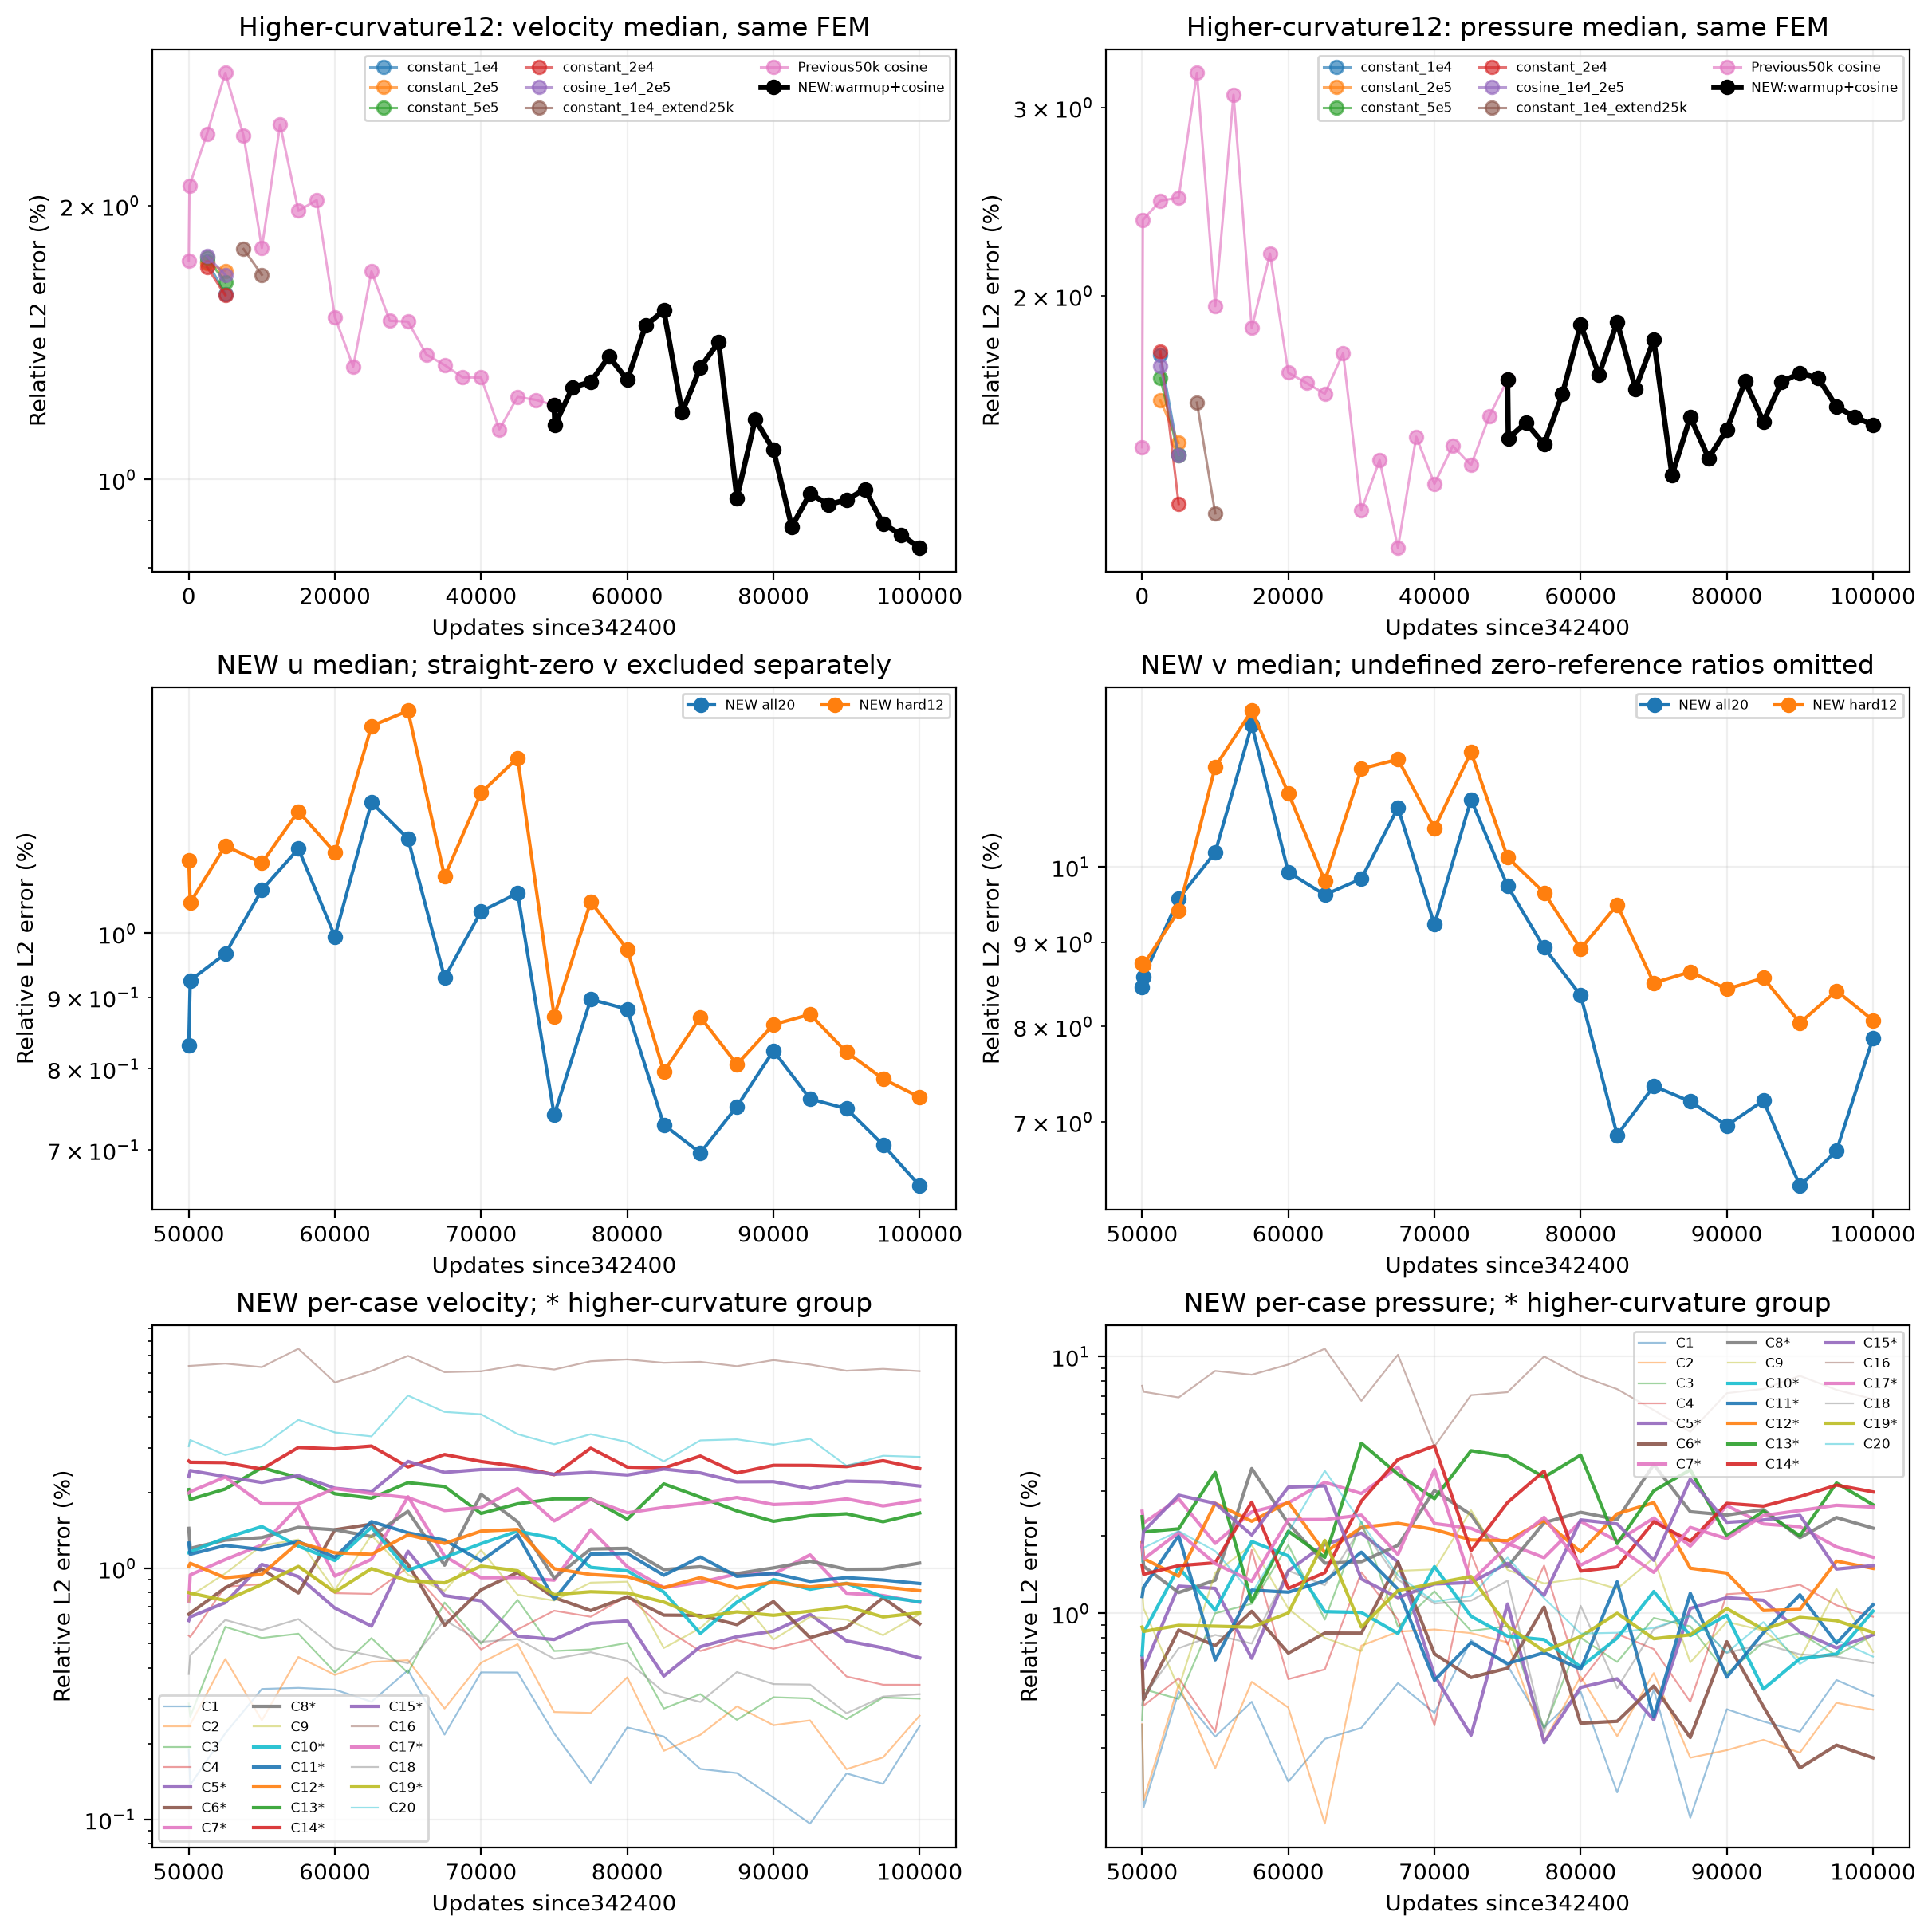 Higher-curvature12: velocity median, same FEM
Relative L2 error (%)
2 × 10⁰
10⁰
constant_1e4
constant_2e5
constant_5e5
constant_2e4
cosine_1e4_2e5
constant_1e4_extend25k
Previous50k cosine
NEW:warmup+cosine
0 20000 40000 60000 80000 100000
Updates since342400
Higher-curvature12: pressure median, same FEM
Relative L2 error (%)
3 × 10⁰
2 × 10⁰
constant_1e4
constant_2e5
constant_5e5
constant_2e4
cosine_1e4_2e5
constant_1e4_extend25k
Previous50k cosine
NEW:warmup+cosine
0 20000 40000 60000 80000 100000
Updates since342400
NEW u median; straight-zero v excluded separately
Relative L2 error (%)
10⁰
9 × 10⁻¹
8 × 10⁻¹
7 × 10⁻¹
NEW all20 NEW hard12
50000 60000 70000 80000 90000 100000
Updates since342400
NEW v median; undefined zero-reference ratios omitted
Relative L2 error (%)
10¹
9 × 10⁰
8 × 10⁰
7 × 10⁰
NEW all20 NEW hard12
50000 60000 70000 80000 90000 100000
Updates since342400
NEW per-case velocity; * higher-curvature group
Relative L2 error (%)
10⁰
10⁻¹
C1
C2
C3
C4
C5*
C6*
C7*
C8*
C9
C10*
C11*
C12*
C13*
C14*
C15*
C16
C17*
C18
C19*
C20
50000 60000 70000 80000 90000 100000
Updates since342400
NEW per-case pressure; * higher-curvature group
Relative L2 error (%)
10¹
10⁰
C1
C2
C3
C4
C5*
C6*
C7*
C8*
C9
C10*
C11*
C12*
C13*
C14*
C15*
C16
C17*
C18
C19*
C20
50000 60000 70000 80000 90000 100000
Updates since342400